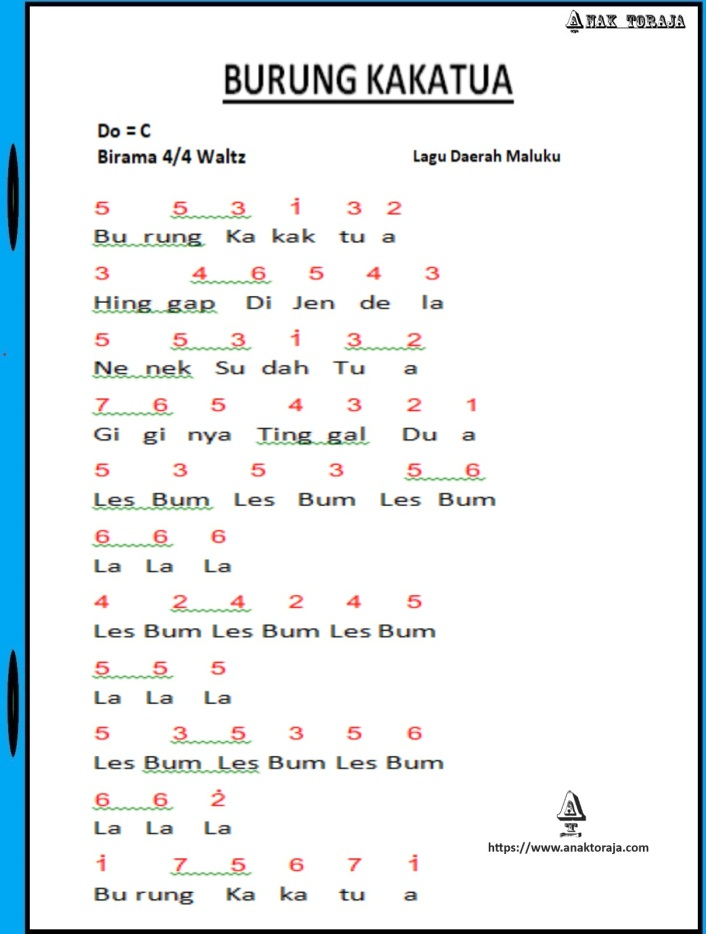 ANAK TORAJA
BURUNG KAKATUA
Do = C
Birama 4/4 Waltz
Lagu Daerah Maluku
5 5 3 i 3 2
Bu rung Ka kak tu a
3 4 6 5 4 3
Hing gap Di Jen de la
5 5 3 i 3 2
Ne nek Su dah Tu a
7 6 5 4 3 2 1
Gi gi nya Ting gal Du a
5 3 5 3 5 6
Les Bum Les Bum Les Bum
6 6 6
La La La
4 2 4 2 4 5
Les Bum Les Bum Les Bum
5 5 5
La La La
5 3 5 3 5 6
Les Bum Les Bum Les Bum
6 6 2̇
La La La
A
AT
https://www.anaktoraja.com
i 7 5 6 7 i
Bu rung Ka ka tu a